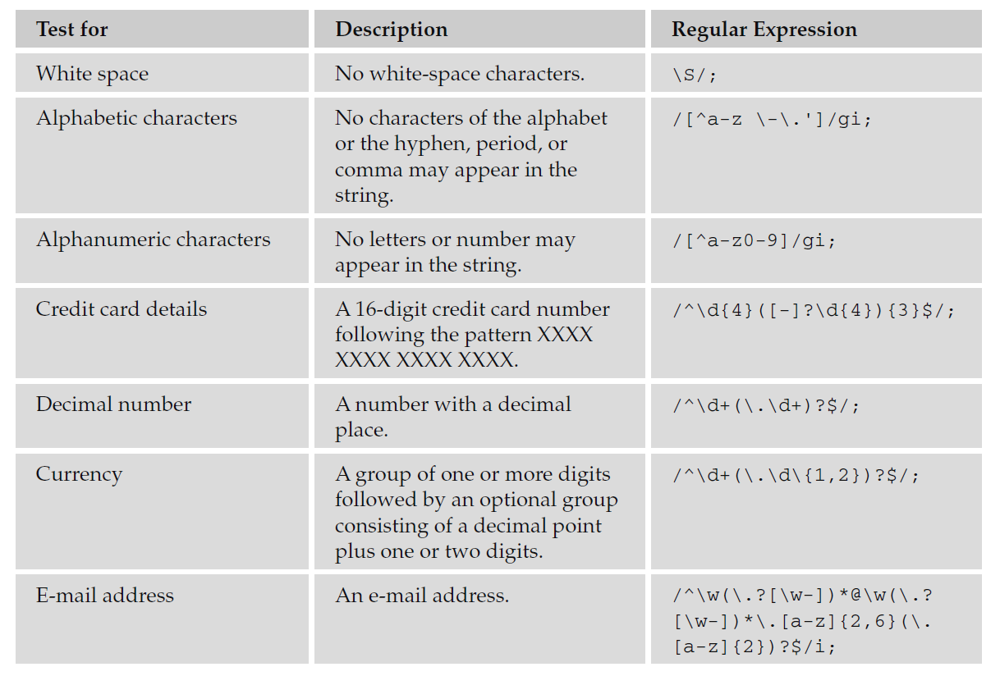 Test for Description Regular Expression
White space No white-space characters. \S/;
Alphabetic characters No characters of the alphabet /[^a-z \-\.']/gi;
or the hyphen, period, or
comma may appear in the
string.
Alphanumeric characters No letters or number may /[^a-z0-9]/gi;
appear in the string.
Credit card details A 16-digit credit card number /^\d{4}([-]?\d{4}){3}$/;
following the pattern XXXX
XXXX XXXX XXXX.
Decimal number A number with a decimal /^\d+(\.\d+)?$/;
place.
Currency A group of one or more digits /^\d+(\.\d\{1,2})?$/;
followed by an optional group
consisting of a decimal point
plus one or two digits.
E-mail address An e-mail address. /^\w(\.?[\w-])*@\w(\.?
[\w-])*\.[a-z]{2,6}(\.
[a-z]{2})?$/i;